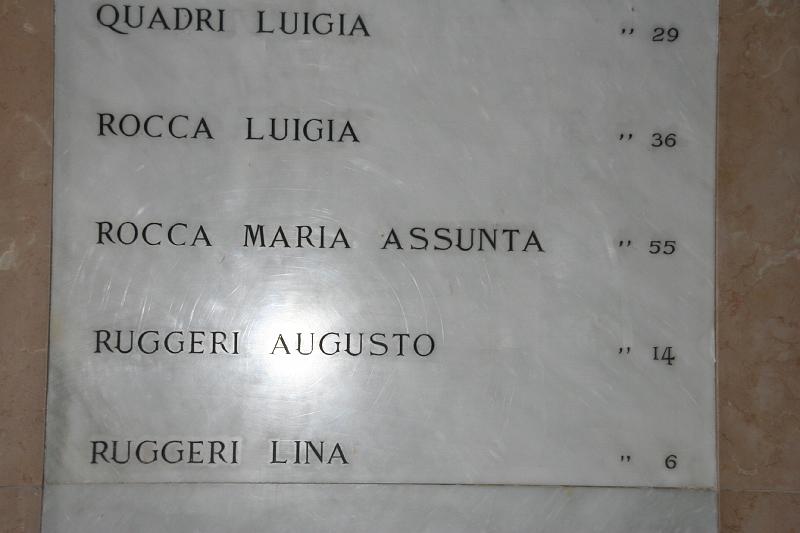 QUADRI LUIGIA " 29
ROCCA LUIGIA " 36
ROCCA MARIA ASSUNTA " 55
RUGGERI AUGUSTO " 14
RUGGERI LINA " 6